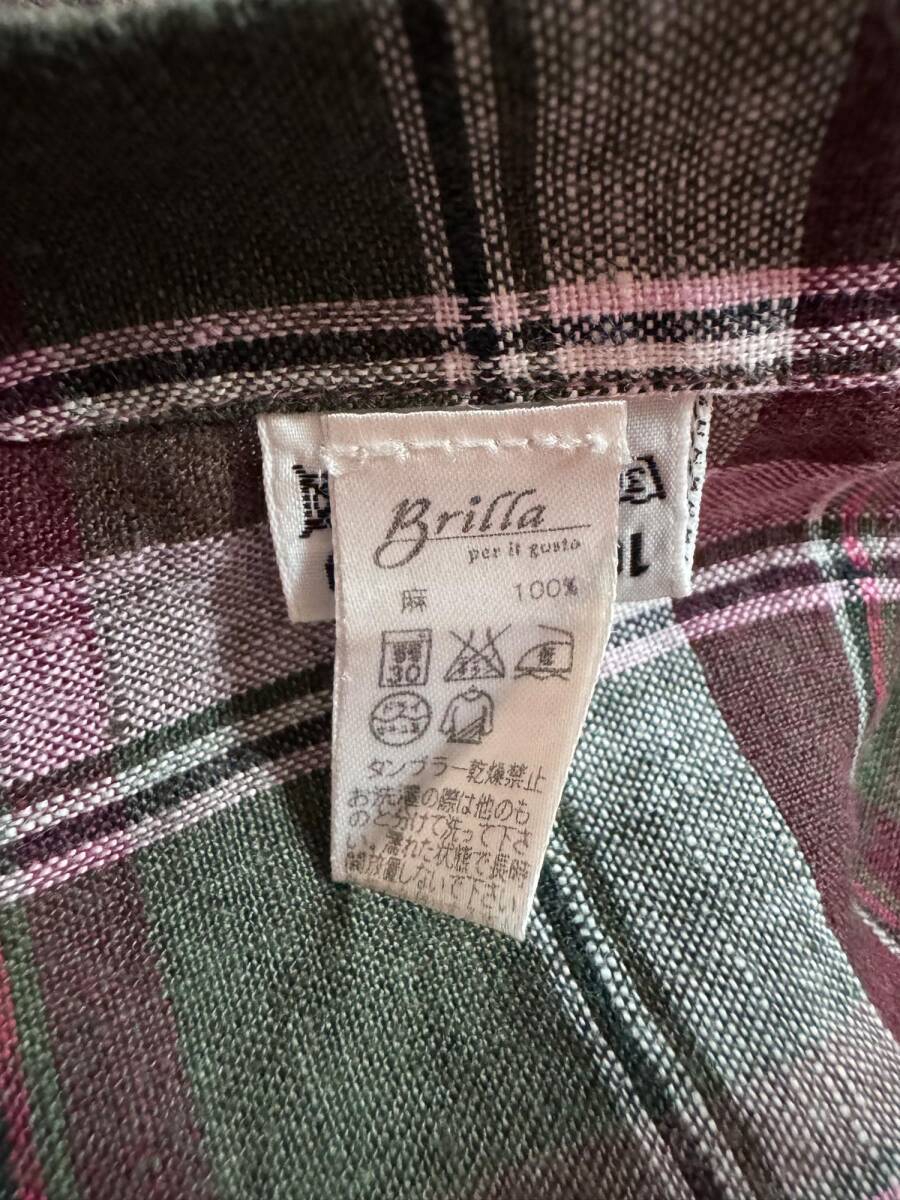 Brilla
per il gusto
麻 100%
30
タンブラー乾燥禁止
お洗濯の際は他のも
のと分けて洗って下さ
い。濡れた状態で長時
間放置しないで下さい